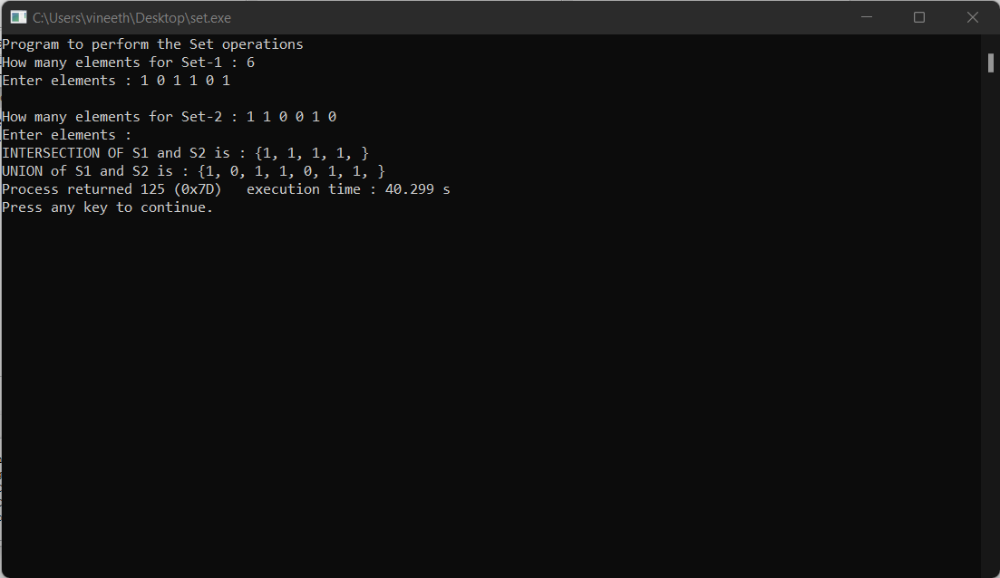 C:\Users\vineeth\Desktop\set.exe
Program to perform the Set operations
How many elements for Set-1 : 6
Enter elements : 1 0 1 1 0 1
How many elements for Set-2 : 1 1 0 0 1 0
Enter elements :
INTERSECTION OF S1 and S2 is : {1, 1, 1, 1, }
UNION of S1 and S2 is : {1, 0, 1, 1, 0, 1, 1, }
Process returned 125 (0x7D)   execution time : 40.299 s
Press any key to continue.